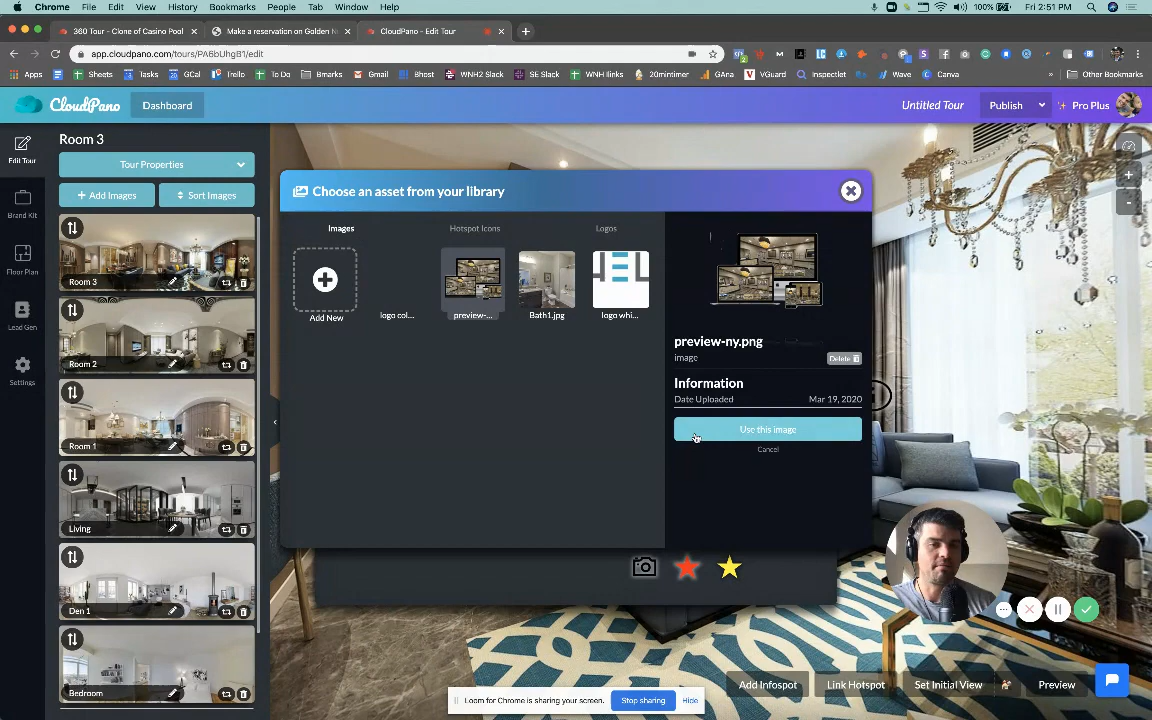 Chrome File Edit View History Bookmarks People Tab Window Help
100% Fri 2:51 PM
360 Tour - Clone of Casino Pool
Make a reservation on Golden N
CloudPano - Edit Tour
app.cloudpano.com/tours/PA6bUhgB1/edit
Apps Sheets Tasks GCal Trello To Do Bmarks Gmail Bhost WNH2 Slack SE Slack WNH llinks 20mintimer GAna VGuard Inspectlet Wave Canva » Other Bookmarks
CloudPano
Dashboard
Untitled Tour
Publish
Pro Plus
Edit Tour
Brand Kit
Floor Plan
Lead Gen
Settings
Room 3
Tour Properties
+ Add Images
Sort Images
Room 3
Room 2
Room 1
Living
Den 1
Bedroom
Choose an asset from your library
Images
Hotspot Icons
Logos
Add New
logo col...
preview-...
Bath1.jpg
logo whi...
preview-ny.png
image
Delete
Information
Date Uploaded
Mar 19, 2020
Use this image
Cancel
Add Infospot
Link Hotspot
Set Initial View
Preview
Loom for Chrome is sharing your screen.
Stop sharing
Hide